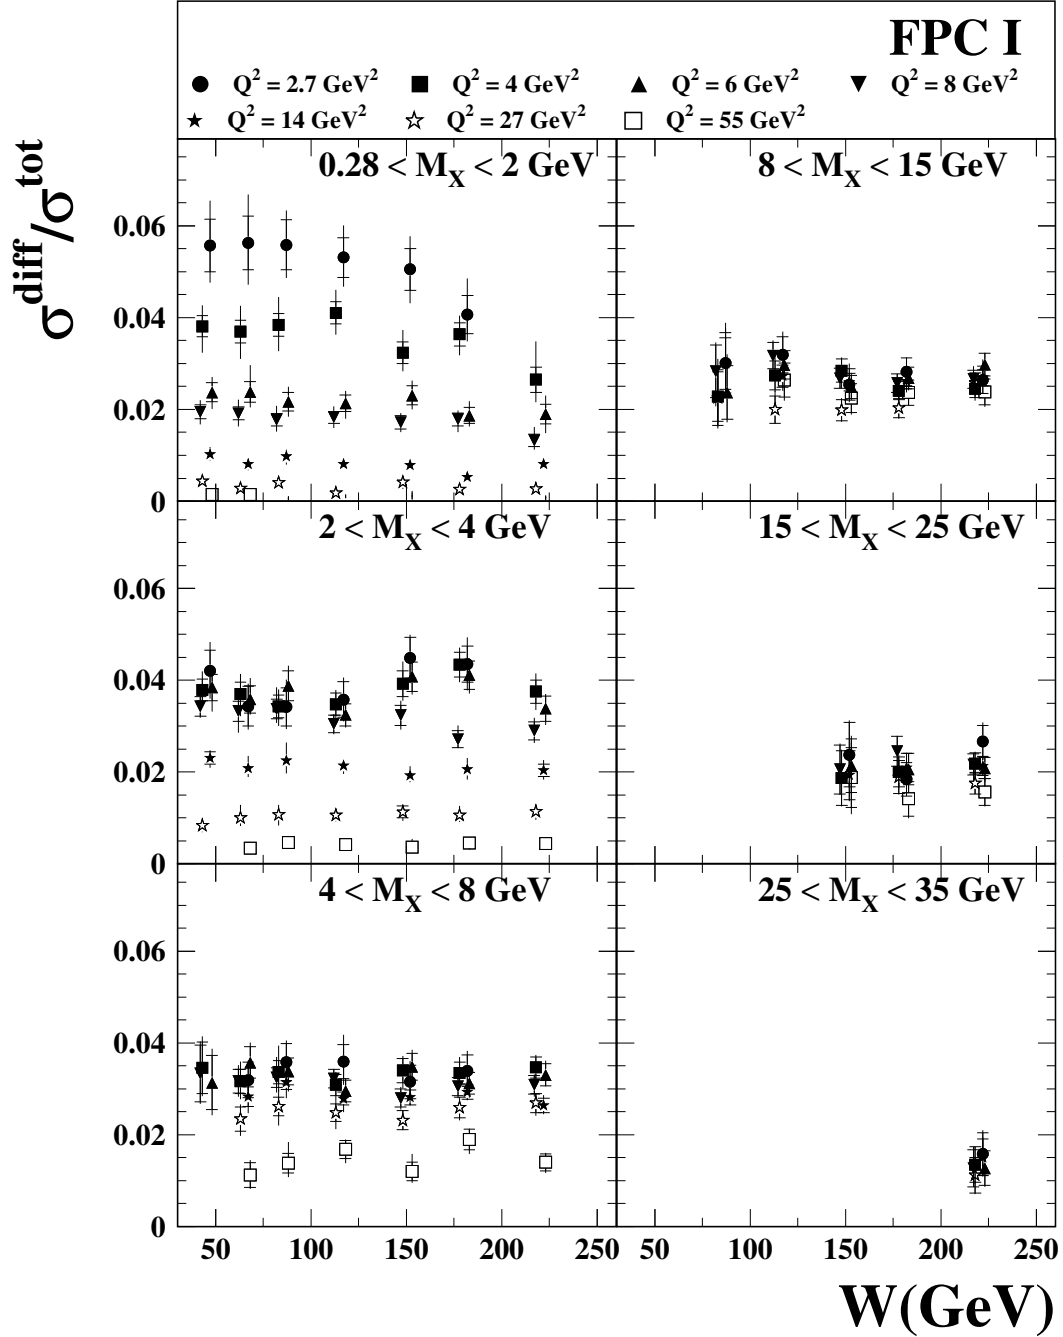 FPC I
Q² = 2.7 GeV² Q² = 4 GeV² Q² = 6 GeV² Q² = 8 GeV²
Q² = 14 GeV² Q² = 27 GeV² Q² = 55 GeV²
σ^diff/σ^tot
0.28 < M_X < 2 GeV 8 < M_X < 15 GeV
0.06
0.04
0.02
0
2 < M_X < 4 GeV 15 < M_X < 25 GeV
0.06
0.04
0.02
0
4 < M_X < 8 GeV 25 < M_X < 35 GeV
0.06
0.04
0.02
0
50 100 150 200 250 50 100 150 200 250
W(GeV)